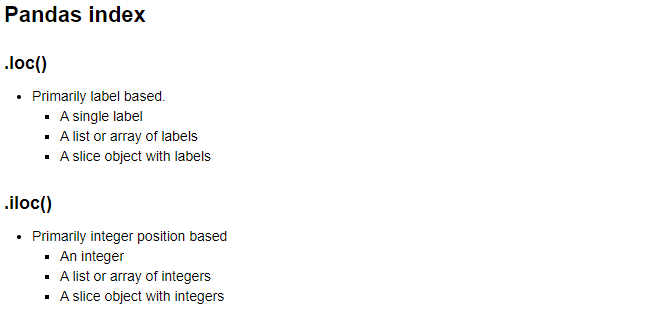 Pandas index
.loc()
Primarily label based.
A single label
A list or array of labels
A slice object with labels
.iloc()
Primarily integer position based
An integer
A list or array of integers
A slice object with integers